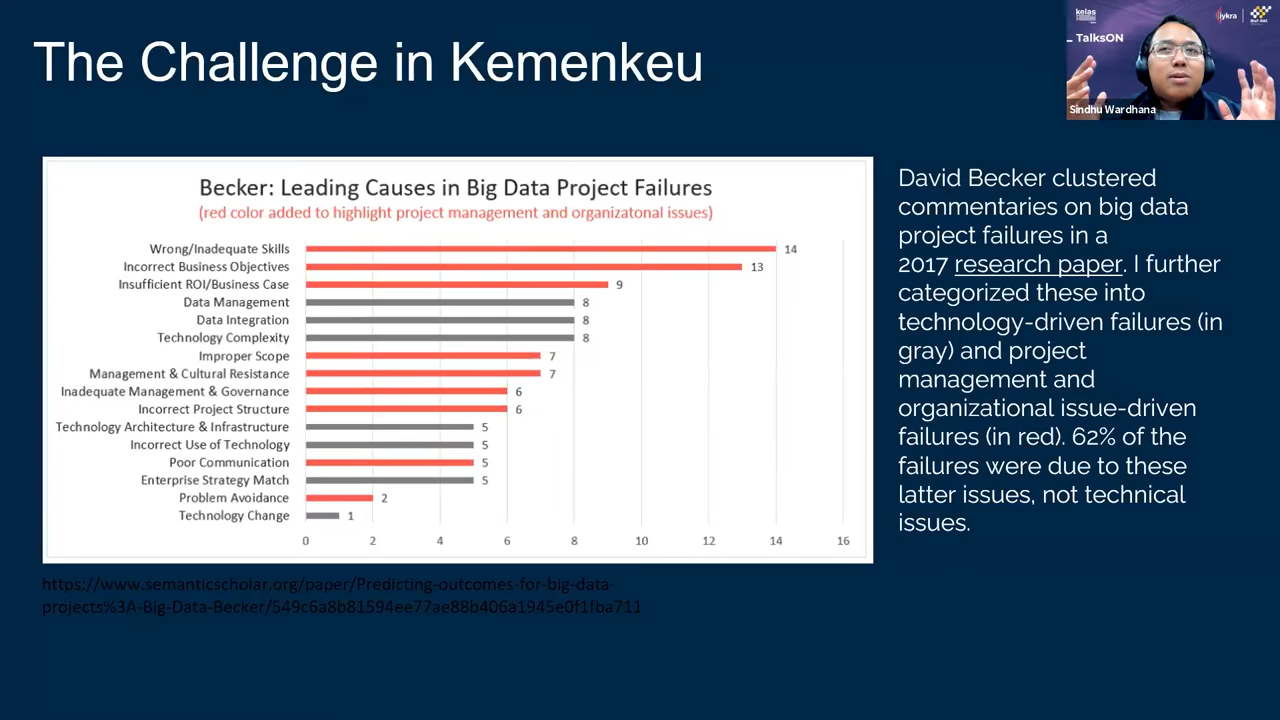 The Challenge in Kemenkeu
kelas
iykra
TalksON
Sindhu Wardhana
Becker: Leading Causes in Big Data Project Failures
(red color added to highlight project management and organizatonal issues)
Wrong/Inadequate Skills 14
Incorrect Business Objectives 13
Insufficient ROI/Business Case 9
Data Management 8
Data Integration 8
Technology Complexity 8
Improper Scope 7
Management & Cultural Resistance 7
Inadequate Management & Governance 6
Incorrect Project Structure 6
Technology Architecture & Infrastructure 5
Incorrect Use of Technology 5
Poor Communication 5
Enterprise Strategy Match 5
Problem Avoidance 2
Technology Change 1
0 2 4 6 8 10 12 14 16
David Becker clustered
commentaries on big data
project failures in a
2017 research paper. I further
categorized these into
technology-driven failures (in
gray) and project
management and
organizational issue-driven
failures (in red). 62% of the
failures were due to these
latter issues, not technical
issues.
https://www.semanticscholar.org/paper/Predicting-outcomes-for-big-data-
projects%3A-Big-Data-Becker/549c6a8b81594ee77ae88b406a1945e0f1fba711